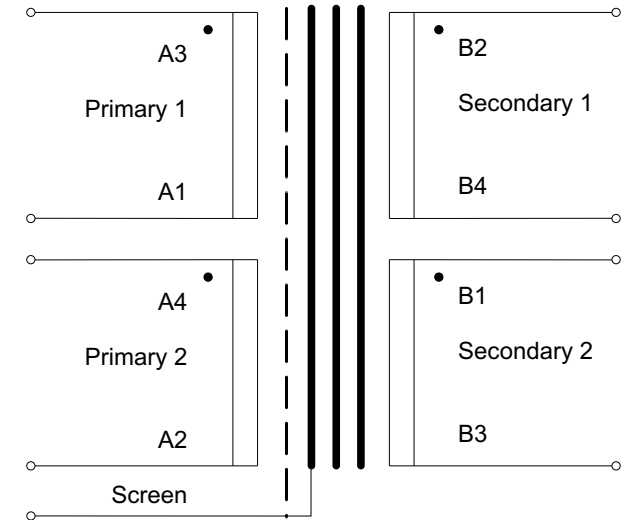 A3
Primary 1
A1
A4
Primary 2
A2
Screen
B2
Secondary 1
B4
B1
Secondary 2
B3